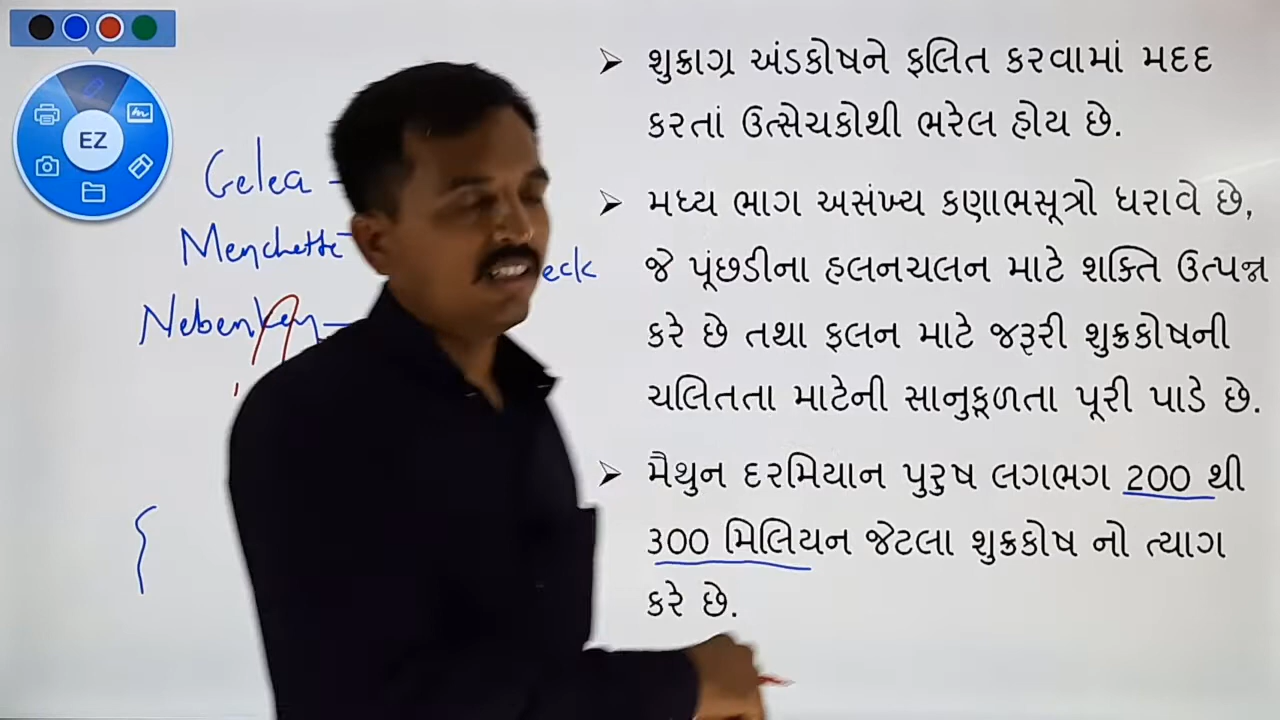 EZ
Gelea
Menchette
eck
➢ શુક્રાગ્ર અંડકોષને ફલિત કરવામાં મદદ
કરતાં ઉત્સેચકોથી ભરેલ હોય છે.
➢ મધ્ય ભાગ અસંખ્ય કણાભસૂત્રો ધરાવે છે,
જે પૂંછડીના હલનચલન માટે શક્તિ ઉત્પન્ન
કરે છે તથા ફલન માટે જરૂરી શુક્રકોષની
ચલિતતા માટેની સાનુકૂળતા પૂરી પાડે છે.
➢ મૈથુન દરમિયાન પુરુષ લગભગ 200 થી
300 મિલિયન જેટલા શુક્રકોષ નો ત્યાગ
કરે છે.